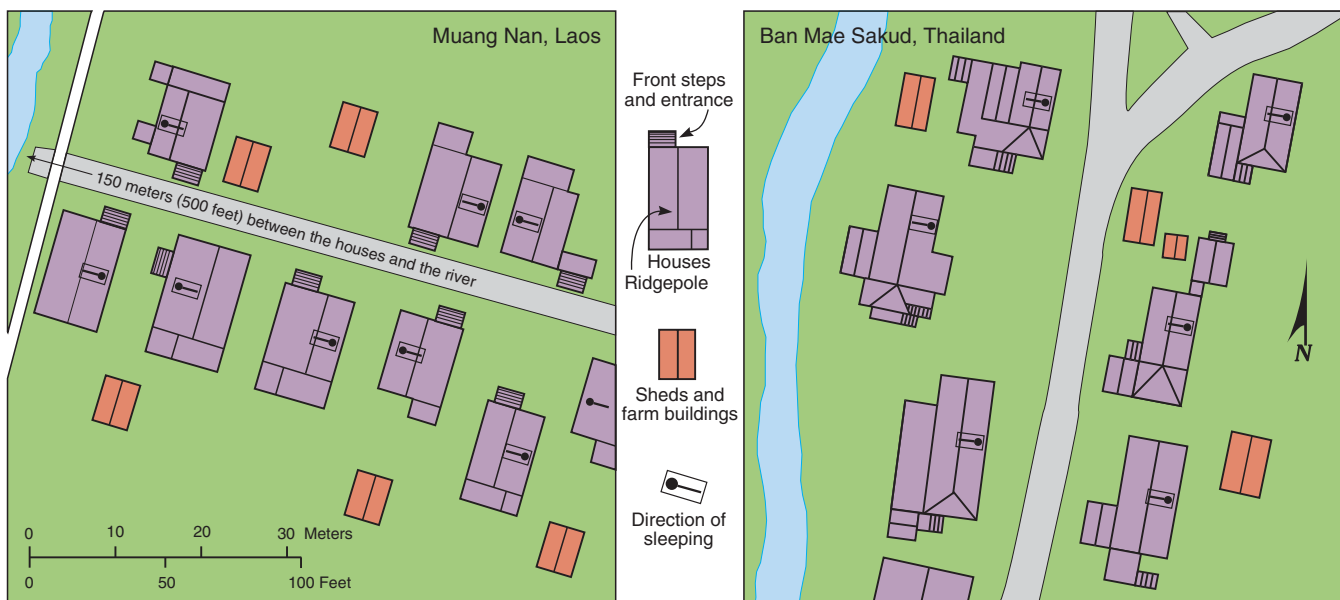 Muang Nan, Laos
150 meters (500 feet) between the houses and the river
0 10 20 30 Meters
0 50 100 Feet
Front steps
and entrance
Houses
Ridgepole
Sheds and
farm buildings
Direction of
sleeping
Ban Mae Sakud, Thailand
N